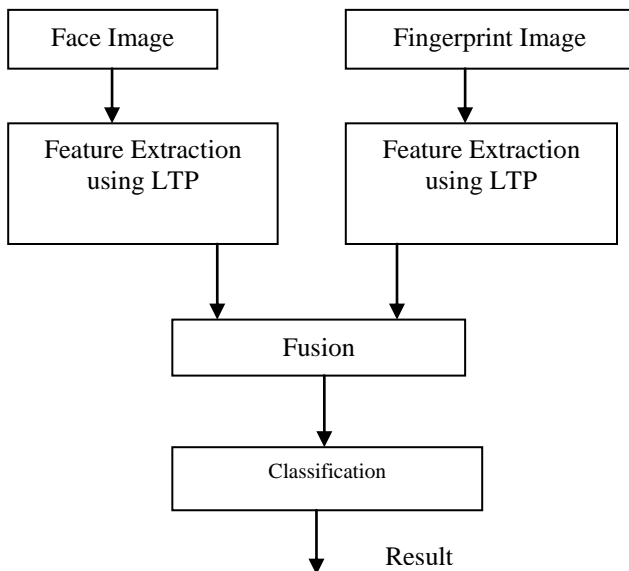 Face Image
Fingerprint Image
Feature Extraction
using LTP
Feature Extraction
using LTP
Fusion
Classification
Result